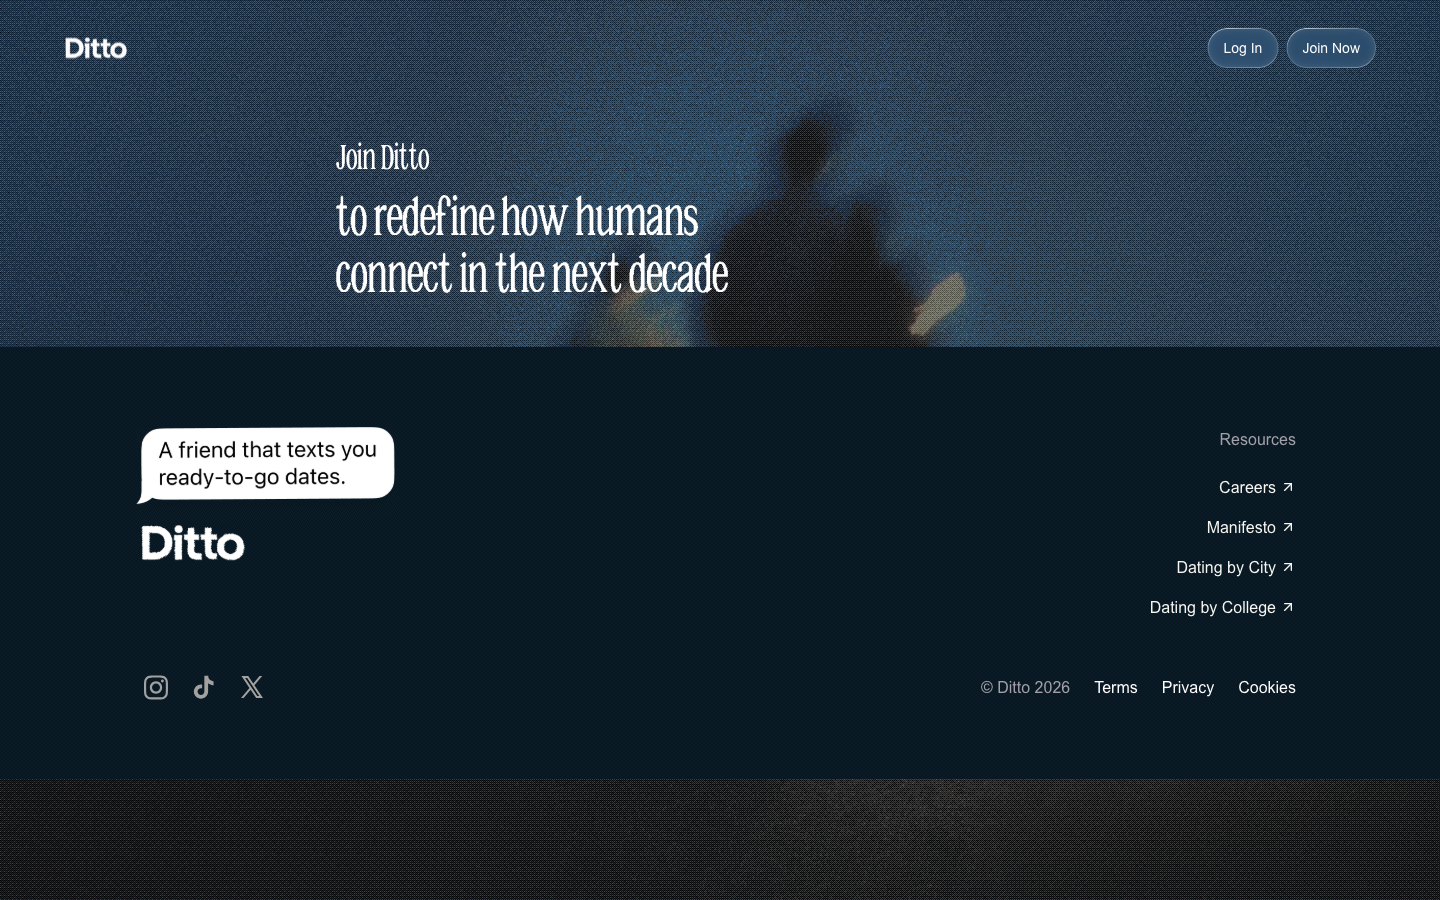 Ditto
Log In
Join Now
Join Ditto
to redefine how humans
connect in the next decade
A friend that texts you
ready-to-go dates.
Ditto
Resources
Careers
Manifesto
Dating by City
Dating by College
© Ditto 2026
Terms
Privacy
Cookies